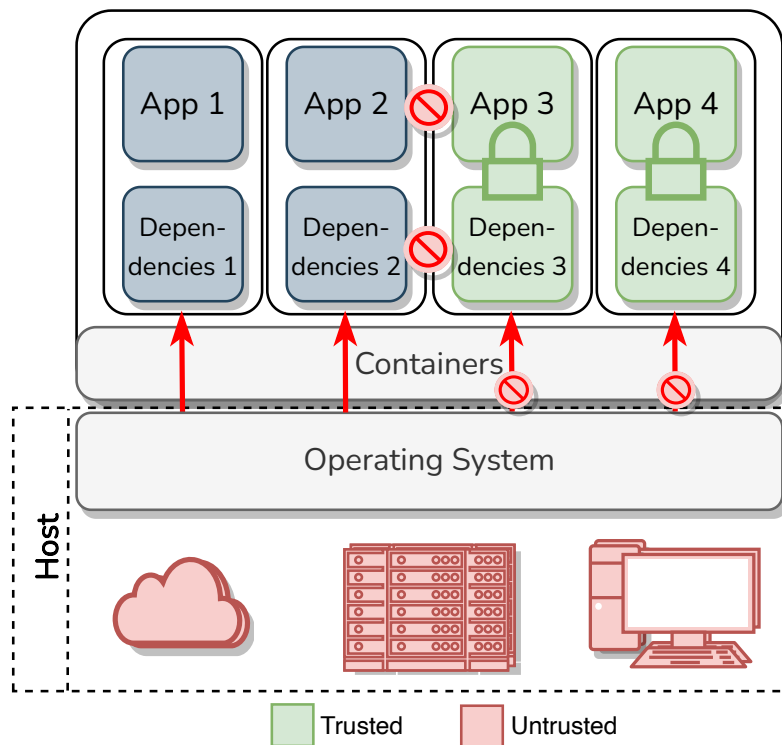 App 1
App 2
App 3
App 4
Depen-
dencies 1
Depen-
dencies 2
Depen-
dencies 3
Depen-
dencies 4
Containers
Operating System
Host
Trusted
Untrusted